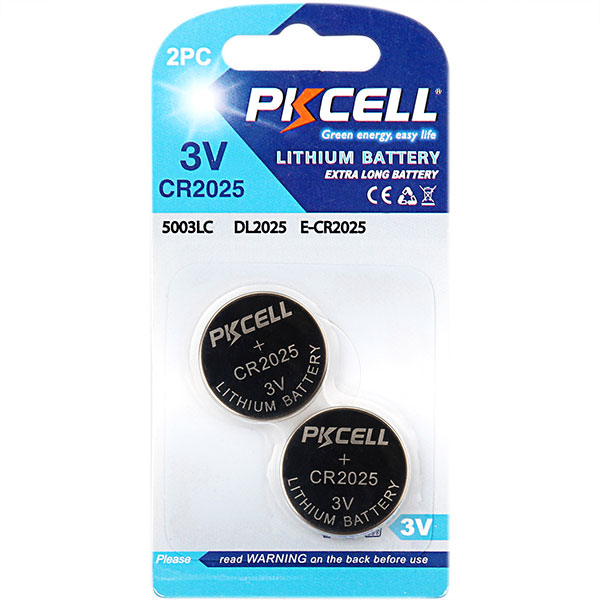 2PC
PKCELL
Green energy, easy life
3V
CR2025
LITHIUM BATTERY
EXTRA LONG BATTERY
CE
5003LC DL2025 E-CR2025
PKCELL
+
CR2025
3V
LITHIUM BATTERY
PKCELL
+
CR2025
3V
LITHIUM BATTERY
3V
Please read WARNING on the back before use